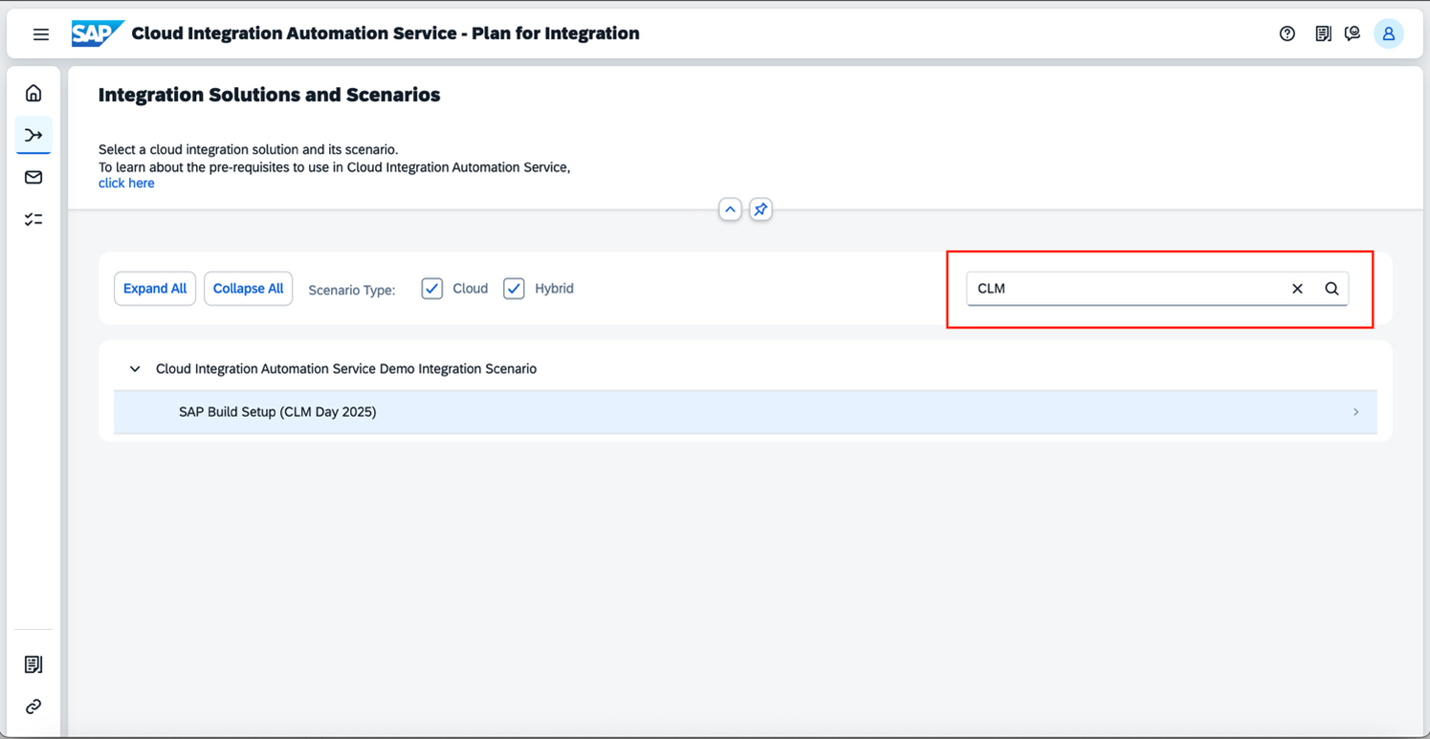 SAP Cloud Integration Automation Service - Plan for Integration
Integration Solutions and Scenarios
Select a cloud integration solution and its scenario.
To learn about the pre-requisites to use in Cloud Integration Automation Service,
click here
Expand All Collapse All Scenario Type: Cloud Hybrid CLM
Cloud Integration Automation Service Demo Integration Scenario
SAP Build Setup (CLM Day 2025)